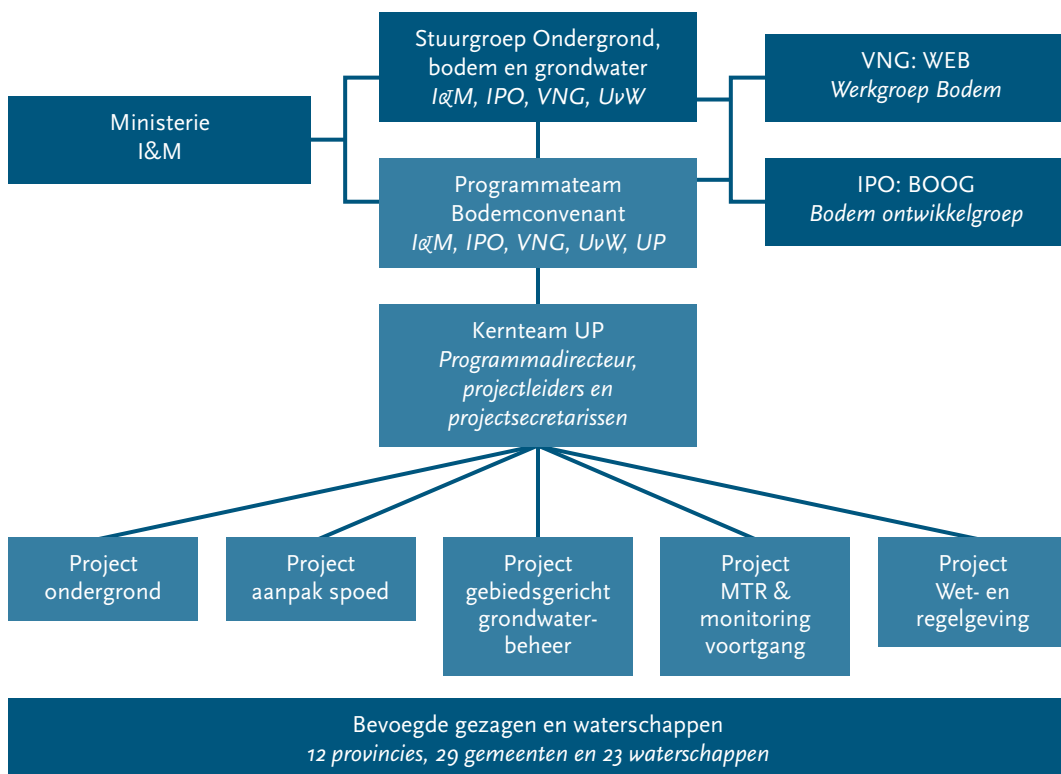 Stuurgroep Ondergrond,
bodem en grondwater
I&M, IPO, VNG, UvW
VNG: WEB
Werkgroep Bodem
Ministerie
I&M
Programmateam
Bodemconvenant
I&M, IPO, VNG, UvW, UP
IPO: BOOG
Bodem ontwikkelgroep
Kernteam UP
Programmadirecteur,
projectleiders en
projectsecretarissen
Project
ondergrond
Project
aanpak spoed
Project
gebiedsgericht
grondwater-
beheer
Project
MTR &
monitoring
voortgang
Project
Wet- en
regelgeving
Bevoegde gezagen en waterschappen
12 provincies, 29 gemeenten en 23 waterschappen